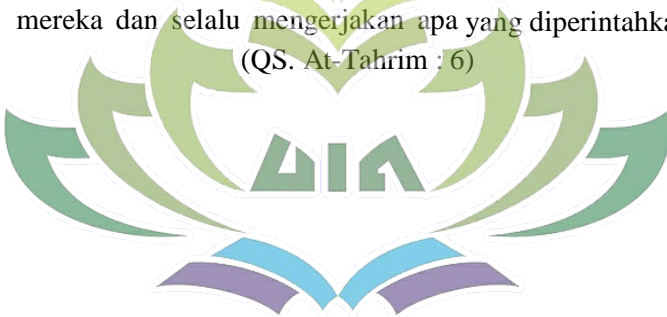 mereka dan selalu mengerjakan apa yang diperintahka
(QS. At-Tahrim : 6)
UIN